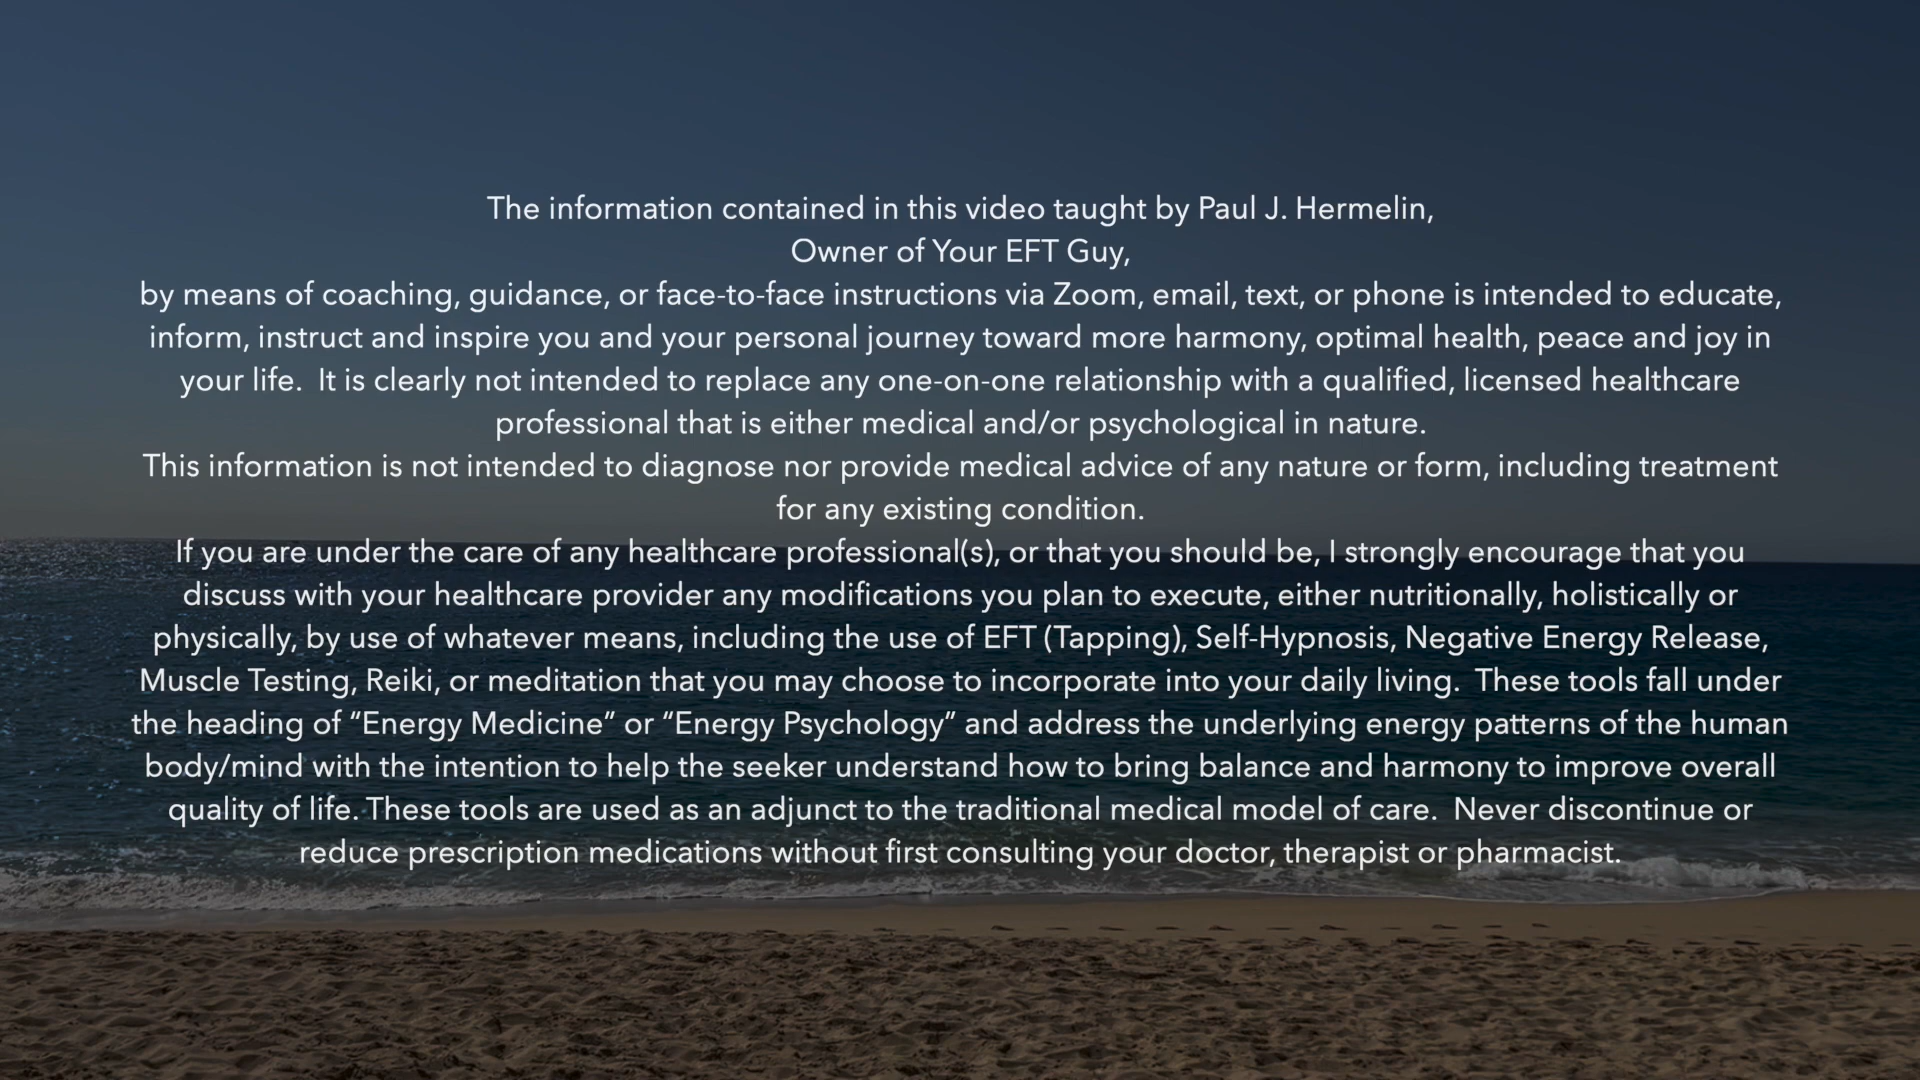 The information contained in this video taught by Paul J. Hermelin,
Owner of Your EFT Guy,
by means of coaching, guidance, or face-to-face instructions via Zoom, email, text, or phone is intended to educate,
inform, instruct and inspire you and your personal journey toward more harmony, optimal health, peace and joy in
your life.  It is clearly not intended to replace any one-on-one relationship with a qualified, licensed healthcare
professional that is either medical and/or psychological in nature.
This information is not intended to diagnose nor provide medical advice of any nature or form, including treatment
for any existing condition.
If you are under the care of any healthcare professional(s), or that you should be, I strongly encourage that you
discuss with your healthcare provider any modifications you plan to execute, either nutritionally, holistically or
physically, by use of whatever means, including the use of EFT (Tapping), Self-Hypnosis, Negative Energy Release,
Muscle Testing, Reiki, or meditation that you may choose to incorporate into your daily living.  These tools fall under
the heading of “Energy Medicine” or “Energy Psychology” and address the underlying energy patterns of the human
body/mind with the intention to help the seeker understand how to bring balance and harmony to improve overall
quality of life. These tools are used as an adjunct to the traditional medical model of care.  Never discontinue or
reduce prescription medications without first consulting your doctor, therapist or pharmacist.